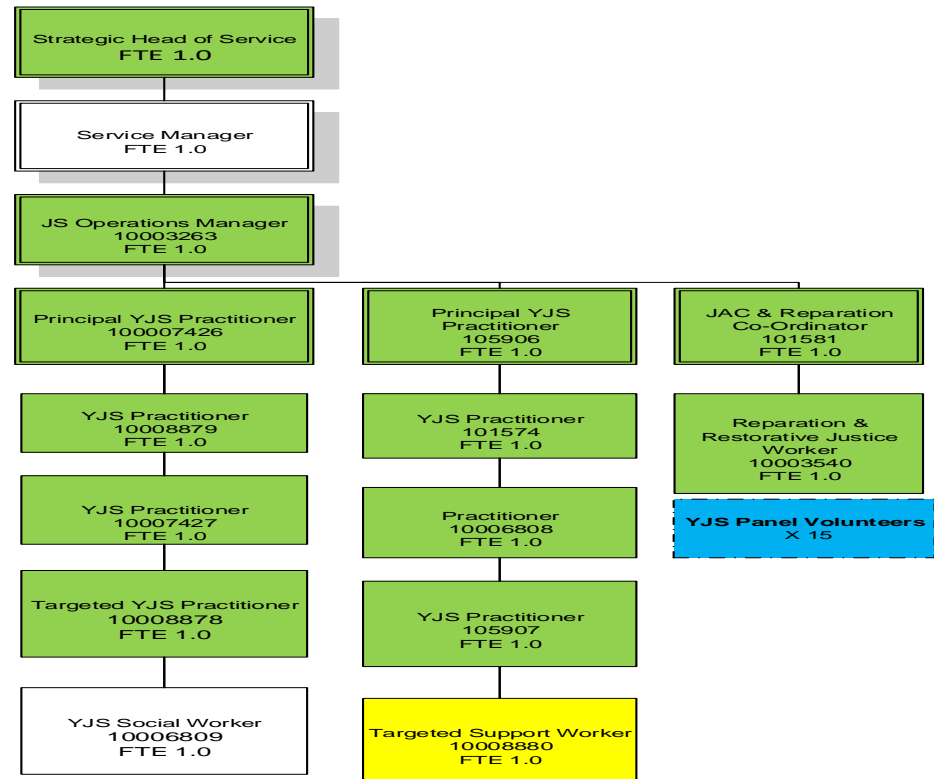 Strategic Head of Service
FTE 1.0
Service Manager
FTE 1.0
JS Operations Manager
10003263
FTE 1.0
Principal YJS Practitioner
100007426
FTE 1.0
Principal YJS
Practitioner
105906
FTE 1.0
JAC & Reparation
Co-Ordinator
101581
FTE 1.0
YJS Practitioner
10008879
FTE 1.0
YJS Practitioner
101574
FTE 1.0
Reparation &
Restorative Justice
Worker
10003540
FTE 1.0
YJS Practitioner
10007427
FTE 1.0
Practitioner
10006808
FTE 1.0
YJS Panel Volunteers
X 15
Targeted YJS Practitioner
10008878
FTE 1.0
YJS Practitioner
105907
FTE 1.0
YJS Social Worker
10006809
FTE 1.0
Targeted Support Worker
10008880
FTE 1.0